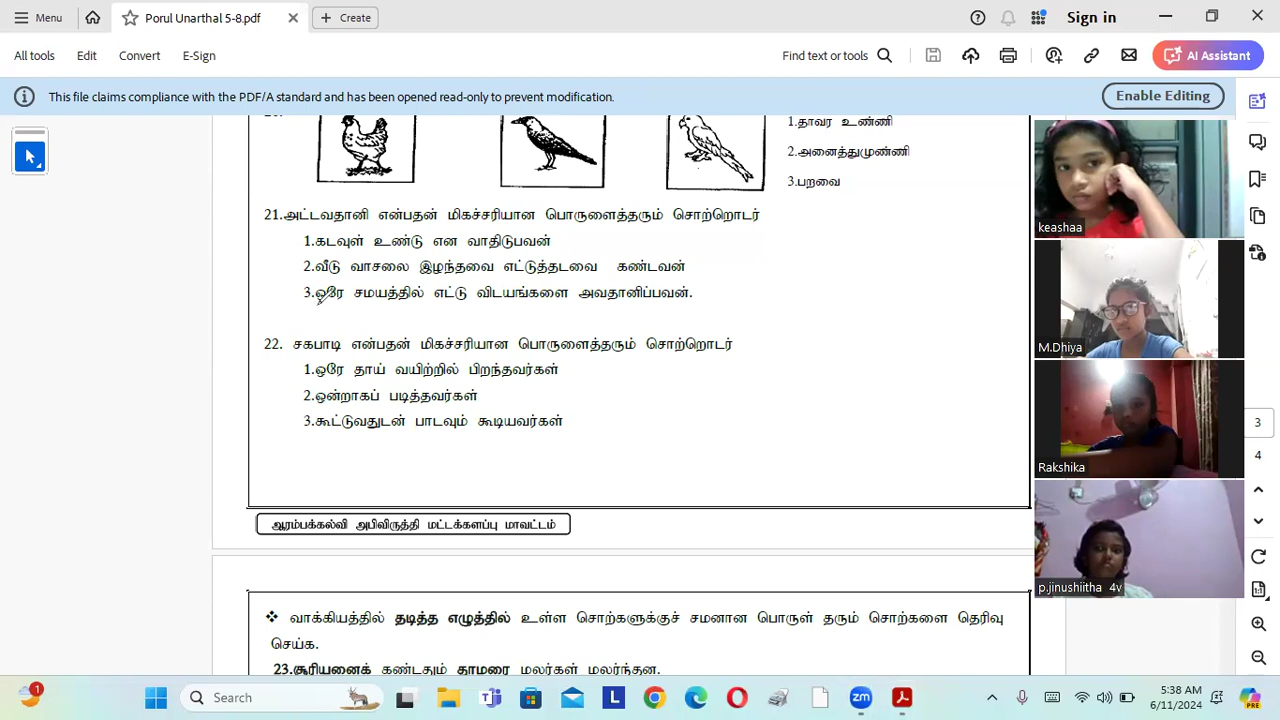 Menu
Porul Unarthal 5-8.pdf
Create
Sign in
All tools Edit Convert E-Sign
Find text or tools
AI Assistant
This file claims compliance with the PDF/A standard and has been opened read-only to prevent modification.
Enable Editing
1.தாவர உண்ணி
2.அனைத்துமுண்ணி
3.பறவை
21.அட்டவதானி என்பதன் மிகச்சரியான பொருளைத்தரும் சொற்றொடர்
1.கடவுள் உண்டு என வாதிடுபவன்
2.வீடு வாசலை இழந்தவை எட்டுத்தடவை கண்டவன்
3.ஒரே சமயத்தில் எட்டு விடயங்களை அவதானிப்பவன்.
22. சகபாடி என்பதன் மிகச்சரியான பொருளைத்தரும் சொற்றொடர்
1.ஒரே தாய் வயிற்றில் பிறந்தவர்கள்
2.ஒன்றாகப் படித்தவர்கள்
3.கூட்டுவதுடன் பாடவும் கூடியவர்கள்
ஆரம்பக்கல்வி அபிவிருத்தி மட்டக்களப்பு மாவட்டம்
❖ வாக்கியத்தில் தடித்த எழுத்தில் உள்ள சொற்களுக்குச் சமனான பொருள் தரும் சொற்களை தெரிவு
செய்க.
23.சூரியனைக் கண்டதும் தாமரை மலர்கள் மலர்ந்தன.
keashaa
M.Dhiya
Rakshika
p.jinushiitha 4v
3
4
1
Search
5:38 AM
6/11/2024